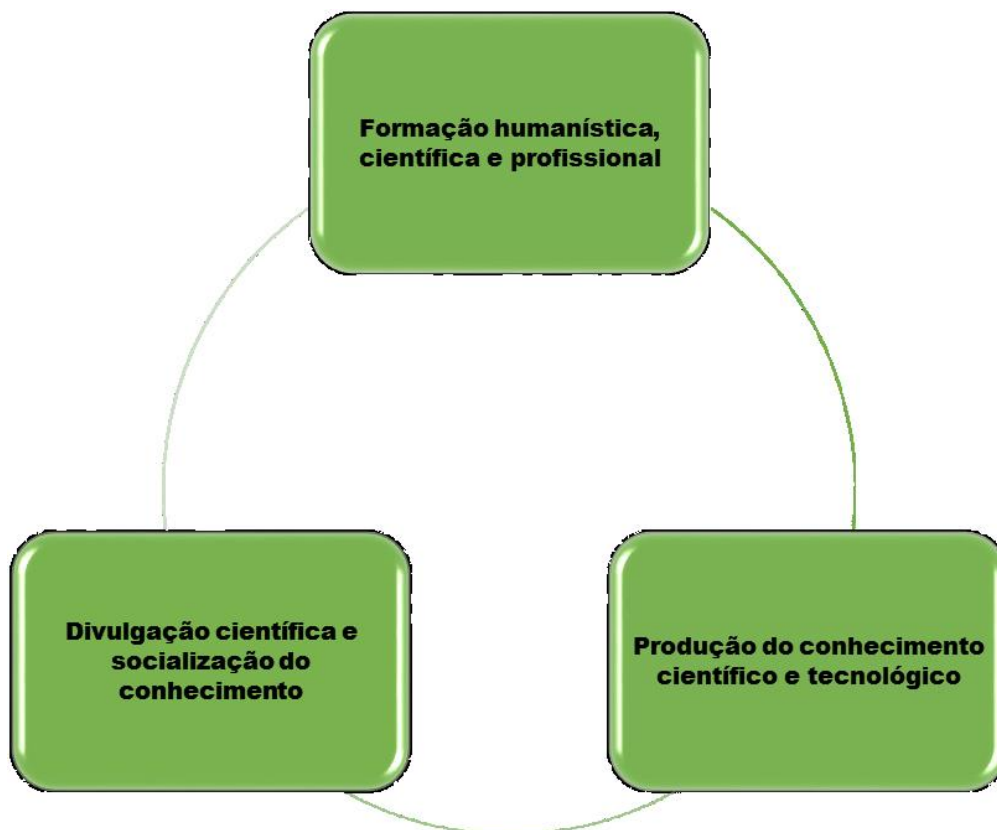 Formação humanística,
científica e profissional
Divulgação científica e
socialização do
conhecimento
Produção do conhecimento
científico e tecnológico